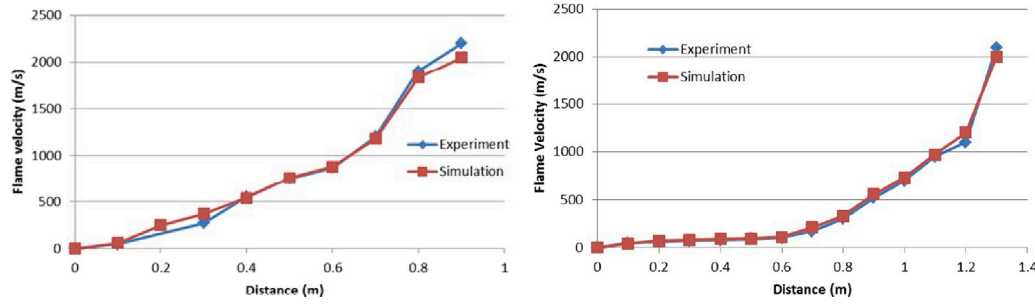 2500
2000
1500
1000
500
0
Flame velocity (m/s)
Experiment
Simulation
0 0.2 0.4 0.6 0.8 1
Distance (m)
2500
2000
1500
1000
500
0
Flame Velocity (m/s)
Experiment
Simulation
0 0.2 0.4 0.6 0.8 1 1.2 1.4
Distance (m)